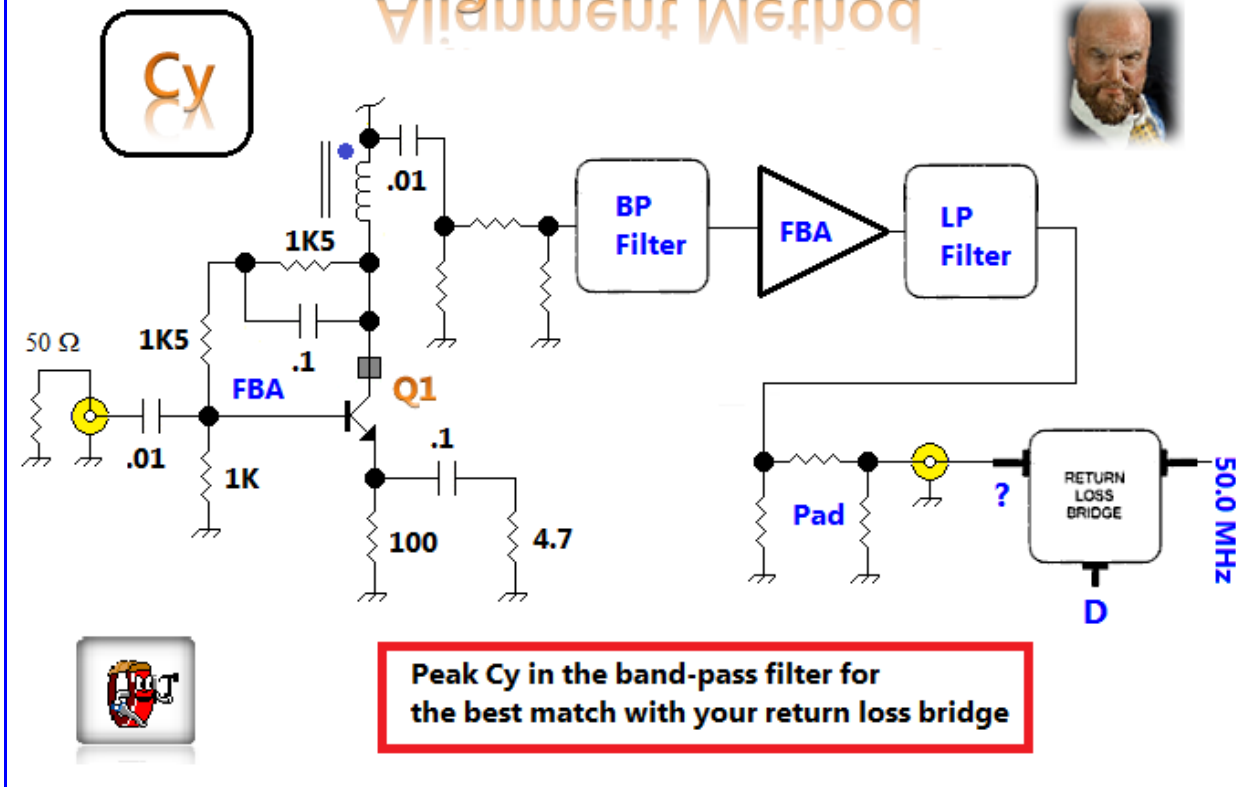 Alignment Method
Cy
.01
BP
Filter
FBA
LP
Filter
1K5
50 Ω
1K5
.1
FBA
Q1
.01
1K
.1
100
4.7
Pad
?
RETURN
LOSS
BRIDGE
50.0 MHz
D
Peak Cy in the band-pass filter for
the best match with your return loss bridge